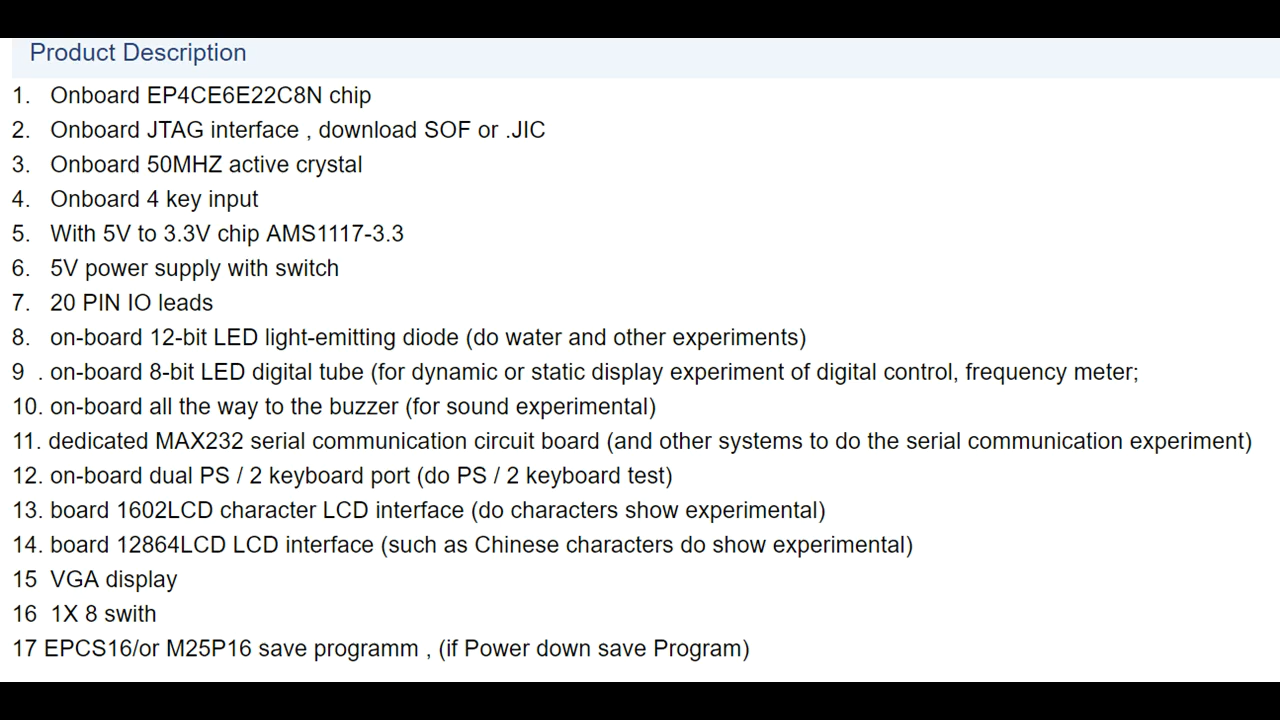 Product Description
1. Onboard EP4CE6E22C8N chip
2. Onboard JTAG interface , download SOF or .JIC
3. Onboard 50MHZ active crystal
4. Onboard 4 key input
5. With 5V to 3.3V chip AMS1117-3.3
6. 5V power supply with switch
7. 20 PIN IO leads
8. on-board 12-bit LED light-emitting diode (do water and other experiments)
9 . on-board 8-bit LED digital tube (for dynamic or static display experiment of digital control, frequency meter;
10. on-board all the way to the buzzer (for sound experimental)
11. dedicated MAX232 serial communication circuit board (and other systems to do the serial communication experiment)
12. on-board dual PS / 2 keyboard port (do PS / 2 keyboard test)
13. board 1602LCD character LCD interface (do characters show experimental)
14. board 12864LCD LCD interface (such as Chinese characters do show experimental)
15 VGA display
16 1X 8 swith
17 EPCS16/or M25P16 save programm , (if Power down save Program)